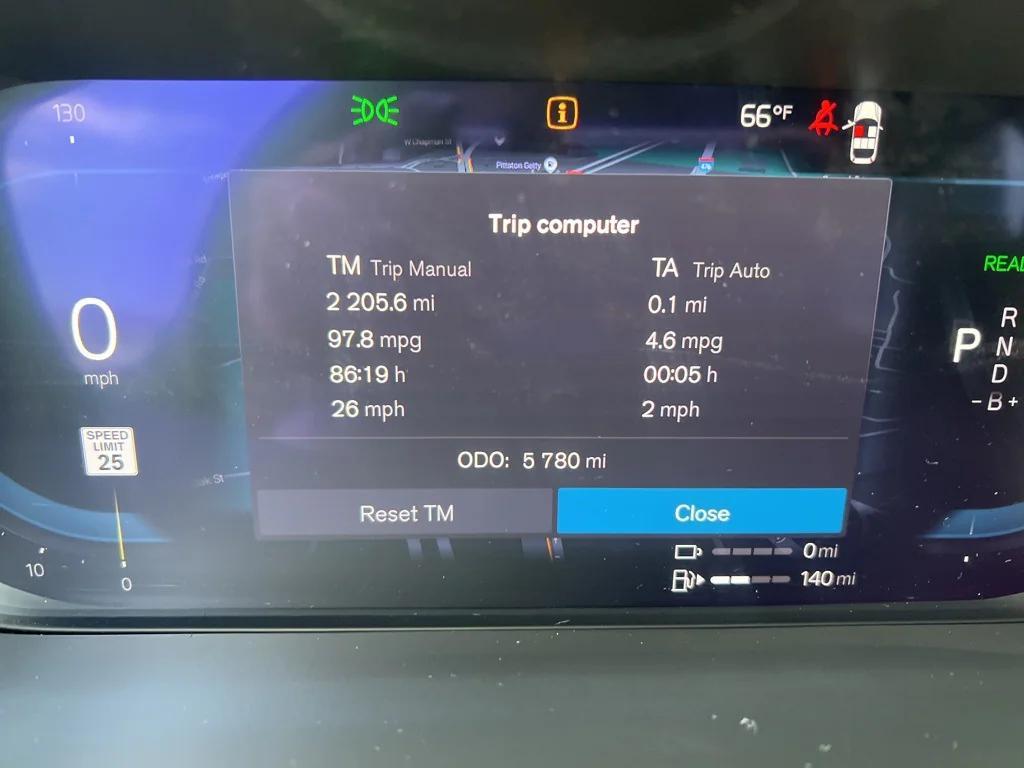 130
66°F
W Chapman St
Pittston Getty
Trip computer
TM Trip Manual
TA Trip Auto
2 205.6 mi
0.1 mi
97.8 mpg
4.6 mpg
86:19 h
00:05 h
26 mph
2 mph
ODO: 5 780 mi
Reset TM
Close
0
mph
SPEED
LIMIT
25
10
0
0 mi
140 mi
P
R
N
D
-B+